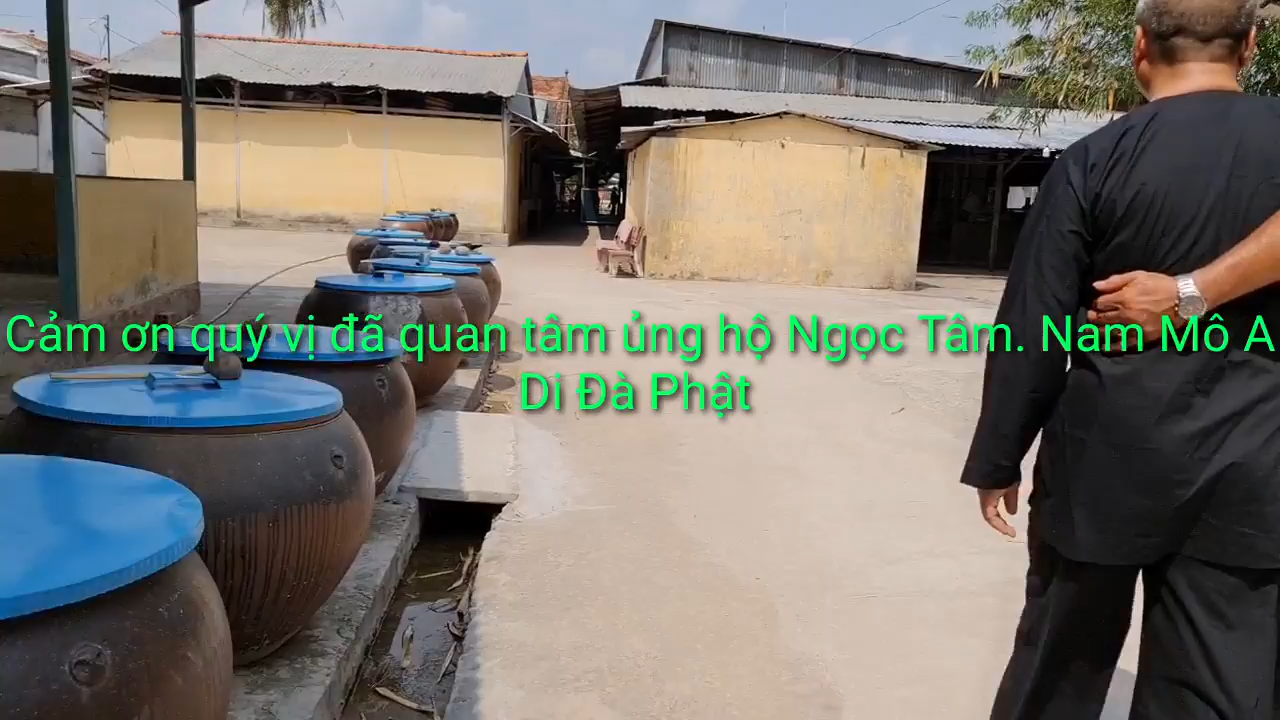 Cảm ơn quý vị đã quan tâm ủng hộ Ngọc Tâm. Nam Mô A
Di Đà Phật